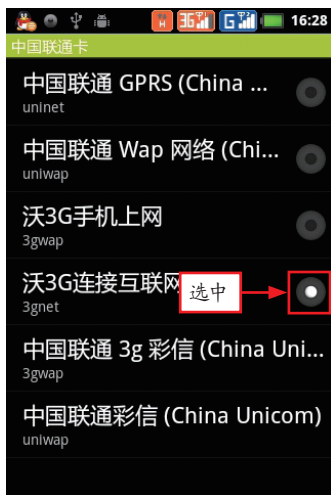 H 3G G 16:28
中国联通卡
中国联通 GPRS (China ...
uninet
中国联通 Wap 网络 (Chi...
uniwap
沃3G手机上网
3gwap
沃3G连接互联网
选中
3gnet
中国联通 3g 彩信 (China Uni...
3gwap
中国联通彩信 (China Unicom)
uniwap